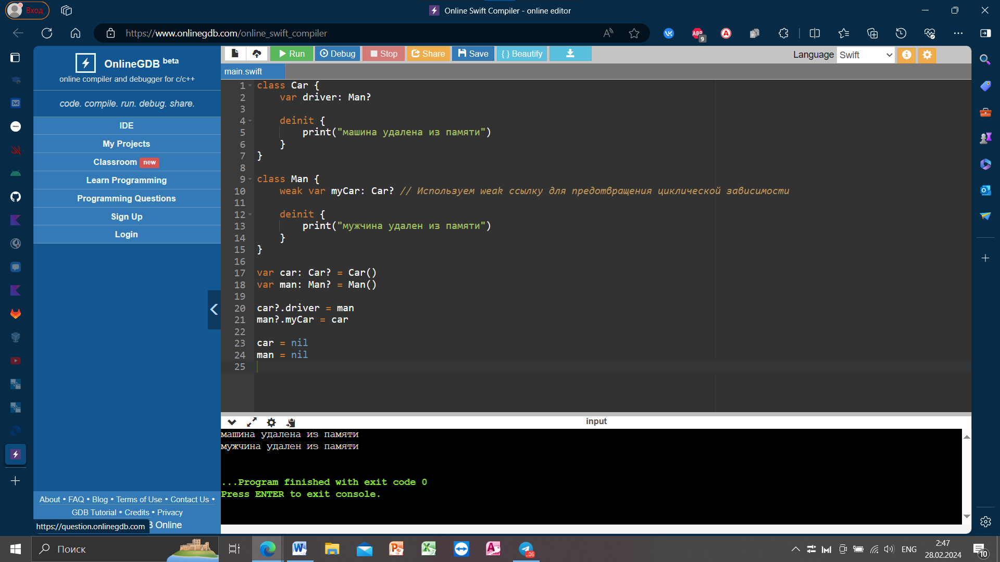 Вход
Online Swift Compiler - online editor
https://www.onlinegdb.com/online_swift_compiler
ABP
9
OnlineGDB beta
online compiler and debugger for c/c++
code. compile. run. debug. share.
IDE
My Projects
Classroom new
Learn Programming
Programming Questions
Sign Up
Login
Run
Debug
Stop
Share
Save
{ } Beautify
Language Swift
main.swift
1 class Car {
2 var driver: Man?
3
4 deinit {
5 print("машина удалена из памяти")
6 }
7 }
8
9 class Man {
10 weak var myCar: Car? // Используем weak ссылку для предотвращения циклической зависимости
11
12 deinit {
13 print("мужчина удален из памяти")
14 }
15 }
16
17 var car: Car? = Car()
18 var man: Man? = Man()
19
20 car?.driver = man
21 man?.myCar = car
22
23 car = nil
24 man = nil
25
input
машина удалена из памяти
мужчина удален из памяти
...Program finished with exit code 0
Press ENTER to exit console.
About • FAQ • Blog • Terms of Use • Contact Us •
GDB Tutorial • Credits • Privacy
B Online
https://question.onlinegdb.com
Поиск
ENG
2:47
28.02.2024
10